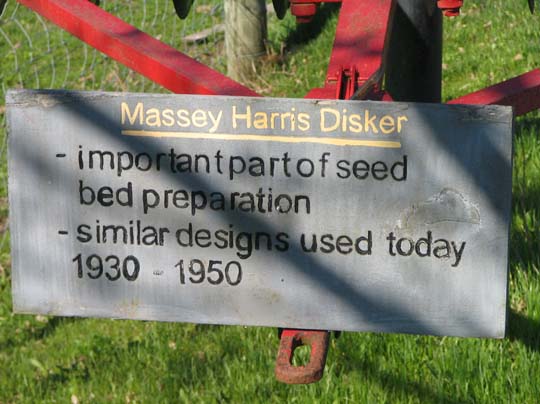 Massey Harris Disker
- important part of seed
bed preparation
- similar designs used today
1930 - 1950